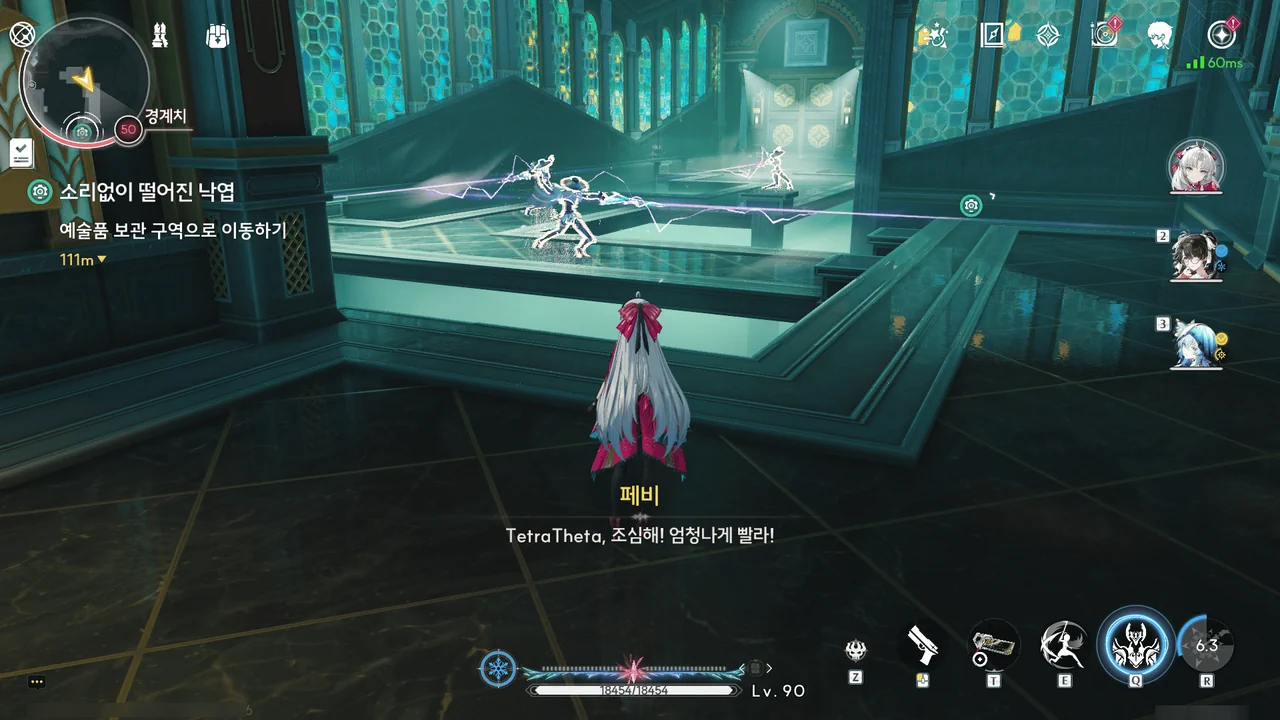 60ms
경계치
50
소리없이 떨어진 낙엽
예술품 보관 구역으로 이동하기
111m
2
3
페비
TetraTheta, 조심해! 엄청나게 빨라!
6.3
Z
T
E
Q
R
18454/18454
Lv. 90